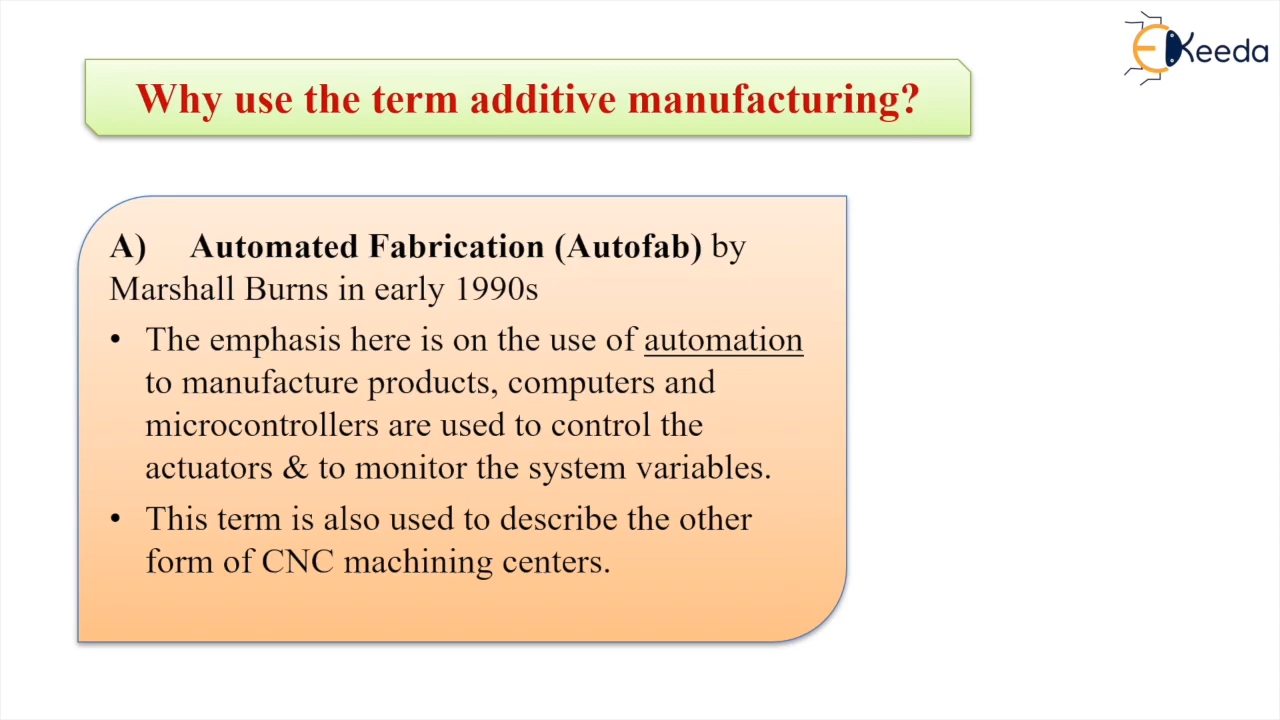 EKeeda
Why use the term additive manufacturing?
A) Automated Fabrication (Autofab) by
Marshall Burns in early 1990s
• The emphasis here is on the use of automation
to manufacture products, computers and
microcontrollers are used to control the
actuators & to monitor the system variables.
• This term is also used to describe the other
form of CNC machining centers.